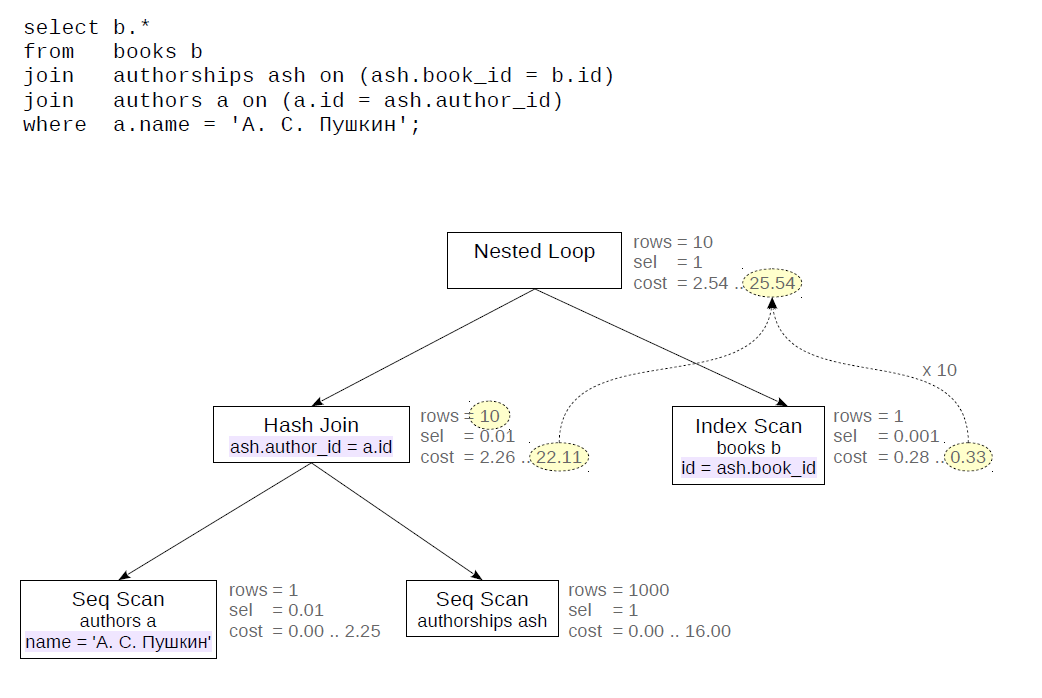 select b.*
from books b
join authorships ash on (ash.book_id = b.id)
join authors a on (a.id = ash.author_id)
where a.name = 'А. С. Пушкин';
Nested Loop
rows = 10
sel = 1
cost = 2.54 .. 25.54
x 10
Hash Join
ash.author_id = a.id
rows = 10
sel = 0.01
cost = 2.26 .. 22.11
Index Scan
books b
id = ash.book_id
rows = 1
sel = 0.001
cost = 0.28 .. 0.33
Seq Scan
authors a
name = 'А. С. Пушкин'
rows = 1
sel = 0.01
cost = 0.00 .. 2.25
Seq Scan
authorships ash
rows = 1000
sel = 1
cost = 0.00 .. 16.00